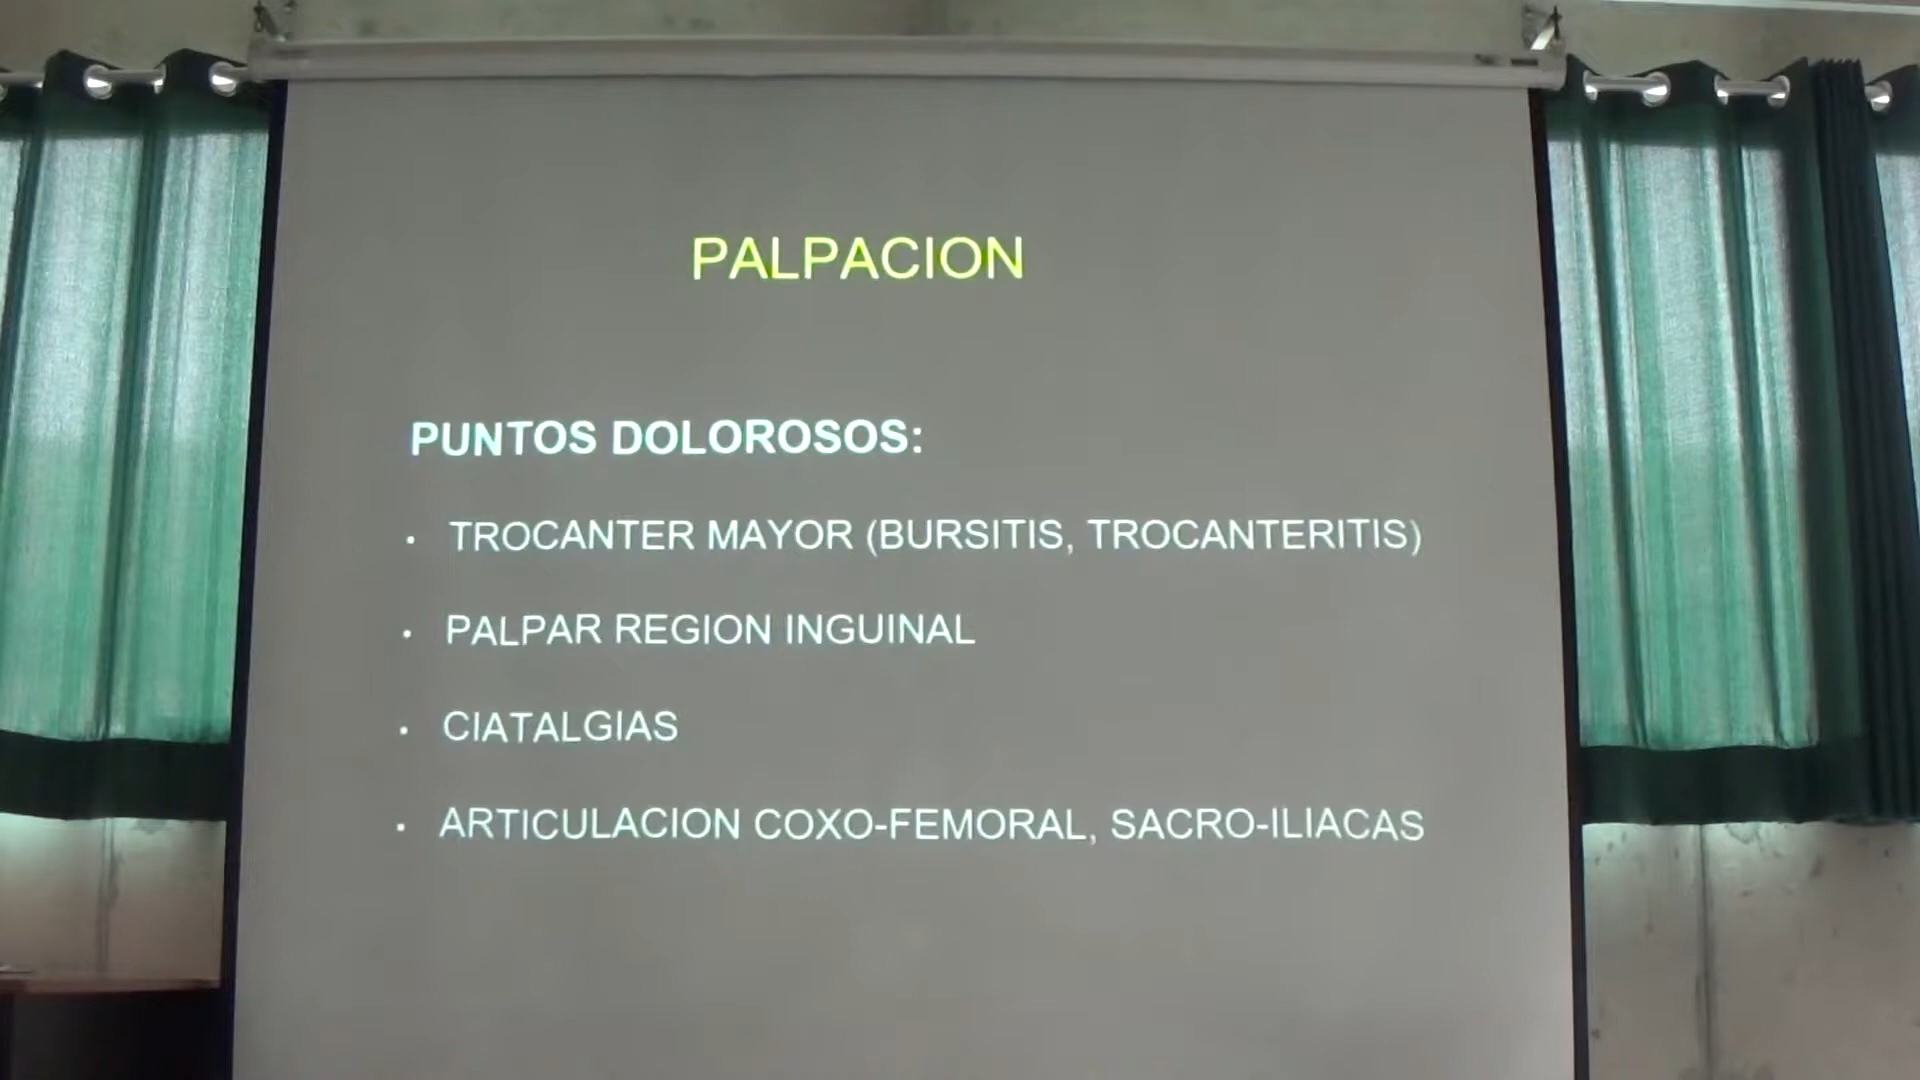 PALPACION
PUNTOS DOLOROSOS:
• TROCANTER MAYOR (BURSITIS, TROCANTERITIS)
• PALPAR REGION INGUINAL
• CIATALGIAS
• ARTICULACION COXO-FEMORAL, SACRO-ILIACAS